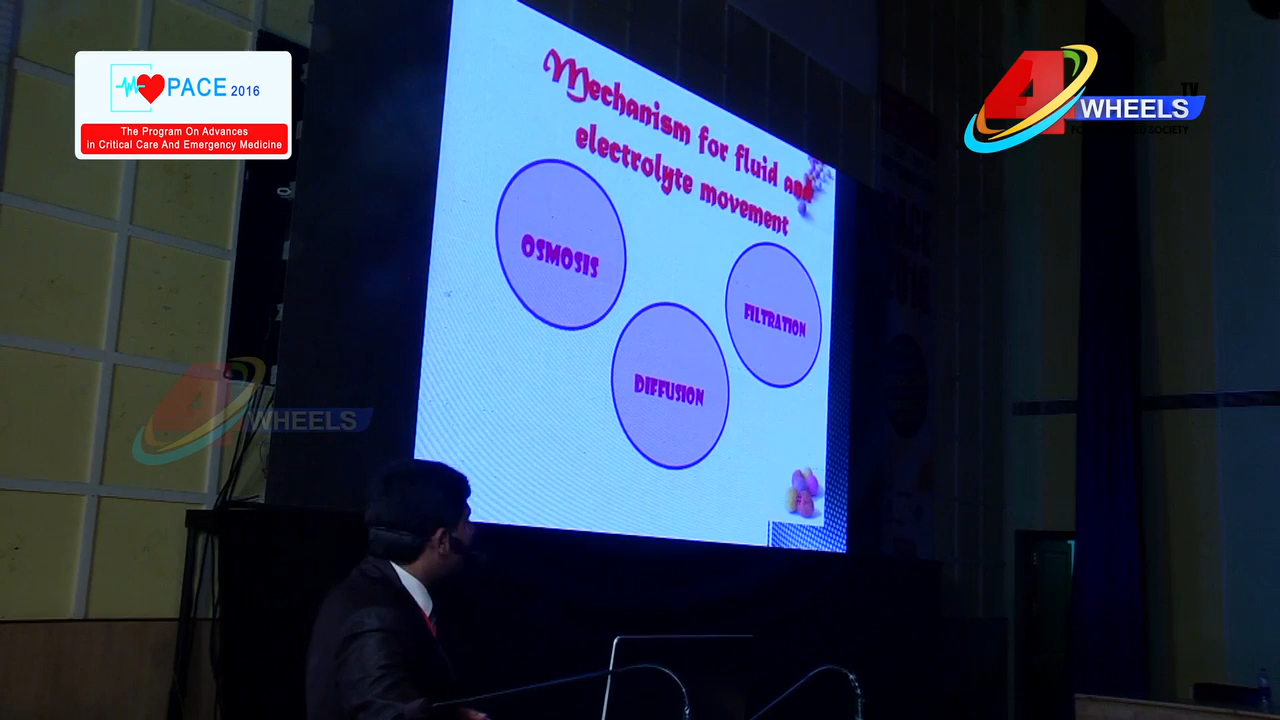 PACE 2016
The Program On Advances
in Critical Care And Emergency Medicine
4 WHEELS TV
Mechanism for fluid and
electrolyte movement
OSMOSIS
FILTRATION
DIFFUSION
4 WHEELS